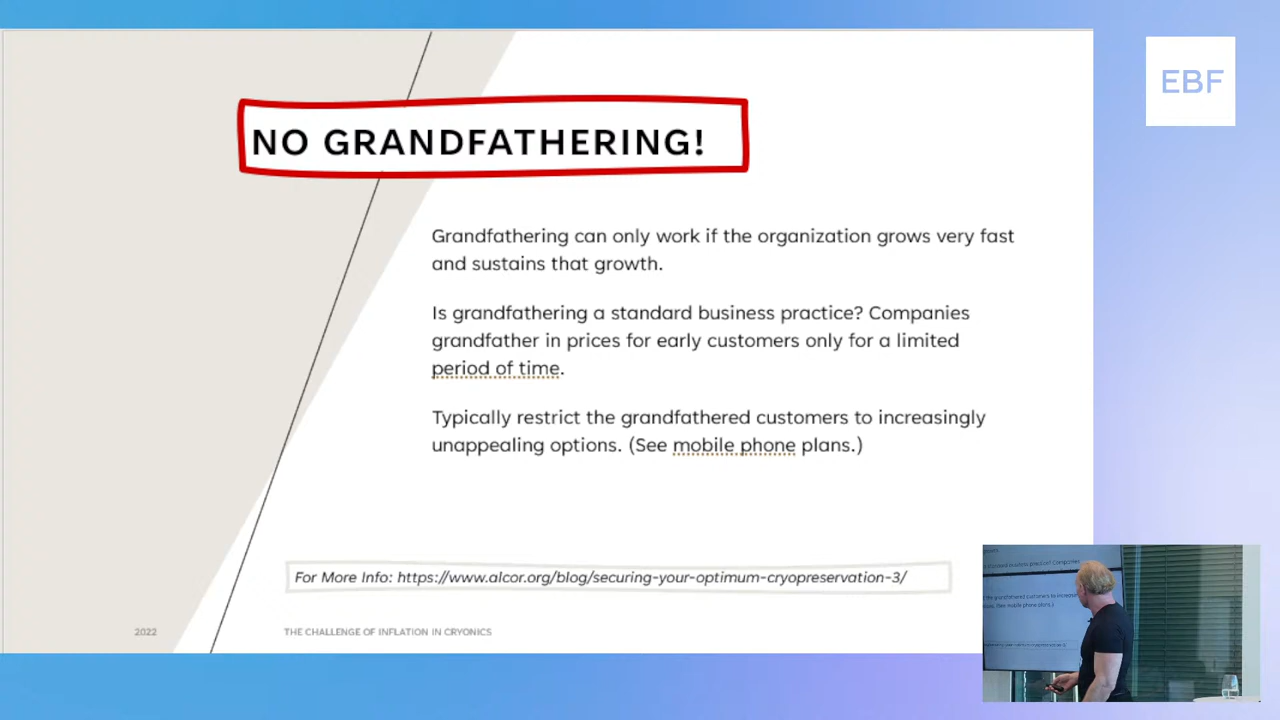 EBF
NO GRANDFATHERING!
Grandfathering can only work if the organization grows very fast
and sustains that growth.
Is grandfathering a standard business practice? Companies
grandfather in prices for early customers only for a limited
period of time.
Typically restrict the grandfathered customers to increasingly
unappealing options. (See mobile phone plans.)
For More Info: https://www.alcor.org/blog/securing-your-optimum-cryopreservation-3/
2022
THE CHALLENGE OF INFLATION IN CRYONICS